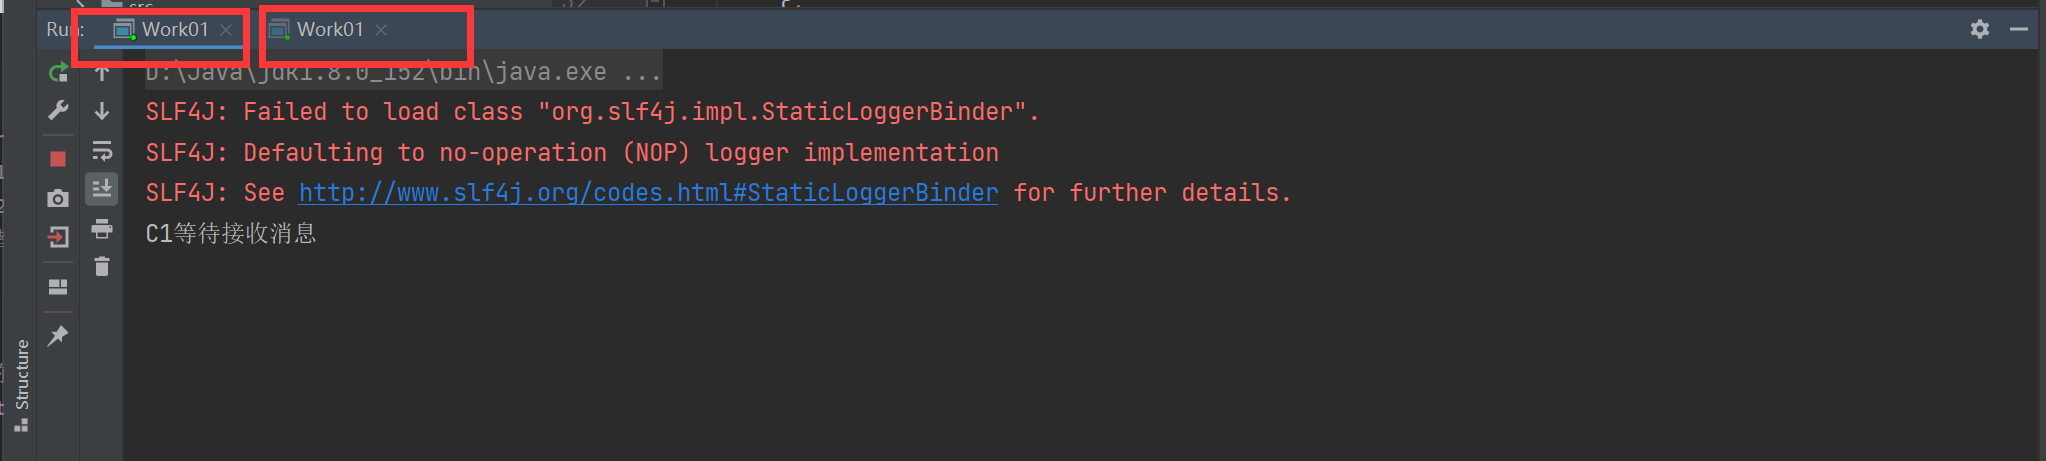 src
Run: Work01 × Work01 ×
D:\Java\jdk1.8.0_152\bin\java.exe ...
SLF4J: Failed to load class "org.slf4j.impl.StaticLoggerBinder".
SLF4J: Defaulting to no-operation (NOP) logger implementation
SLF4J: See http://www.slf4j.org/codes.html#StaticLoggerBinder for further details.
C1等待接收消息
Structure